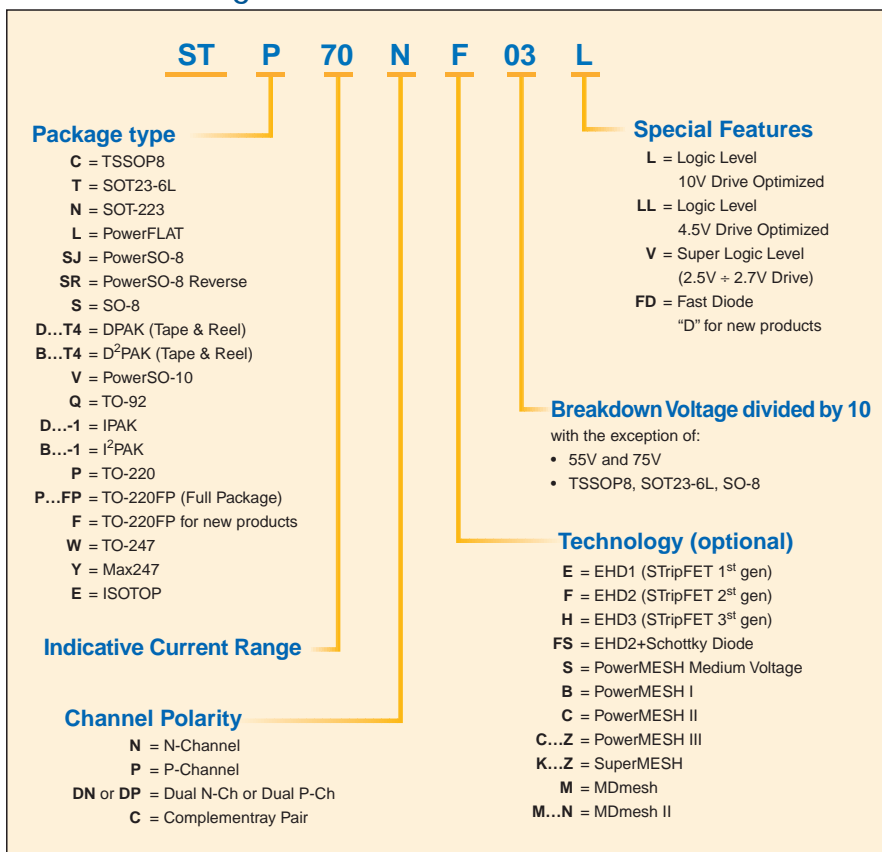 ST P 70 N F 03 L
Package type
C = TSSOP8
T = SOT23-6L
N = SOT-223
L = PowerFLAT
SJ = PowerSO-8
SR = PowerSO-8 Reverse
S = SO-8
D...T4 = DPAK (Tape & Reel)
B...T4 = D²PAK (Tape & Reel)
V = PowerSO-10
Q = TO-92
D...-1 = IPAK
B...-1 = I²PAK
P = TO-220
P...FP = TO-220FP (Full Package)
F = TO-220FP for new products
W = TO-247
Y = Max247
E = ISOTOP
Indicative Current Range
Channel Polarity
N = N-Channel
P = P-Channel
DN or DP = Dual N-Ch or Dual P-Ch
C = Complementray Pair
Special Features
L = Logic Level
10V Drive Optimized
LL = Logic Level
4.5V Drive Optimized
V = Super Logic Level
(2.5V ÷ 2.7V Drive)
FD = Fast Diode
“D” for new products
Breakdown Voltage divided by 10
with the exception of:
• 55V and 75V
• TSSOP8, SOT23-6L, SO-8
Technology (optional)
E = EHD1 (STripFET 1st gen)
F = EHD2 (STripFET 2st gen)
H = EHD3 (STripFET 3st gen)
FS = EHD2+Schottky Diode
S = PowerMESH Medium Voltage
B = PowerMESH I
C = PowerMESH II
C...Z = PowerMESH III
K...Z = SuperMESH
M = MDmesh
M...N = MDmesh II